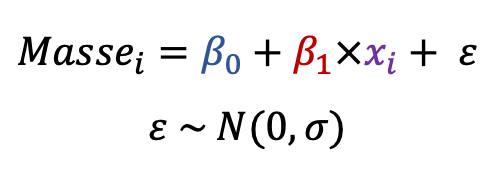 Masseᵢ = β₀ + β₁×xᵢ + ε
ε ~ N(0, σ)